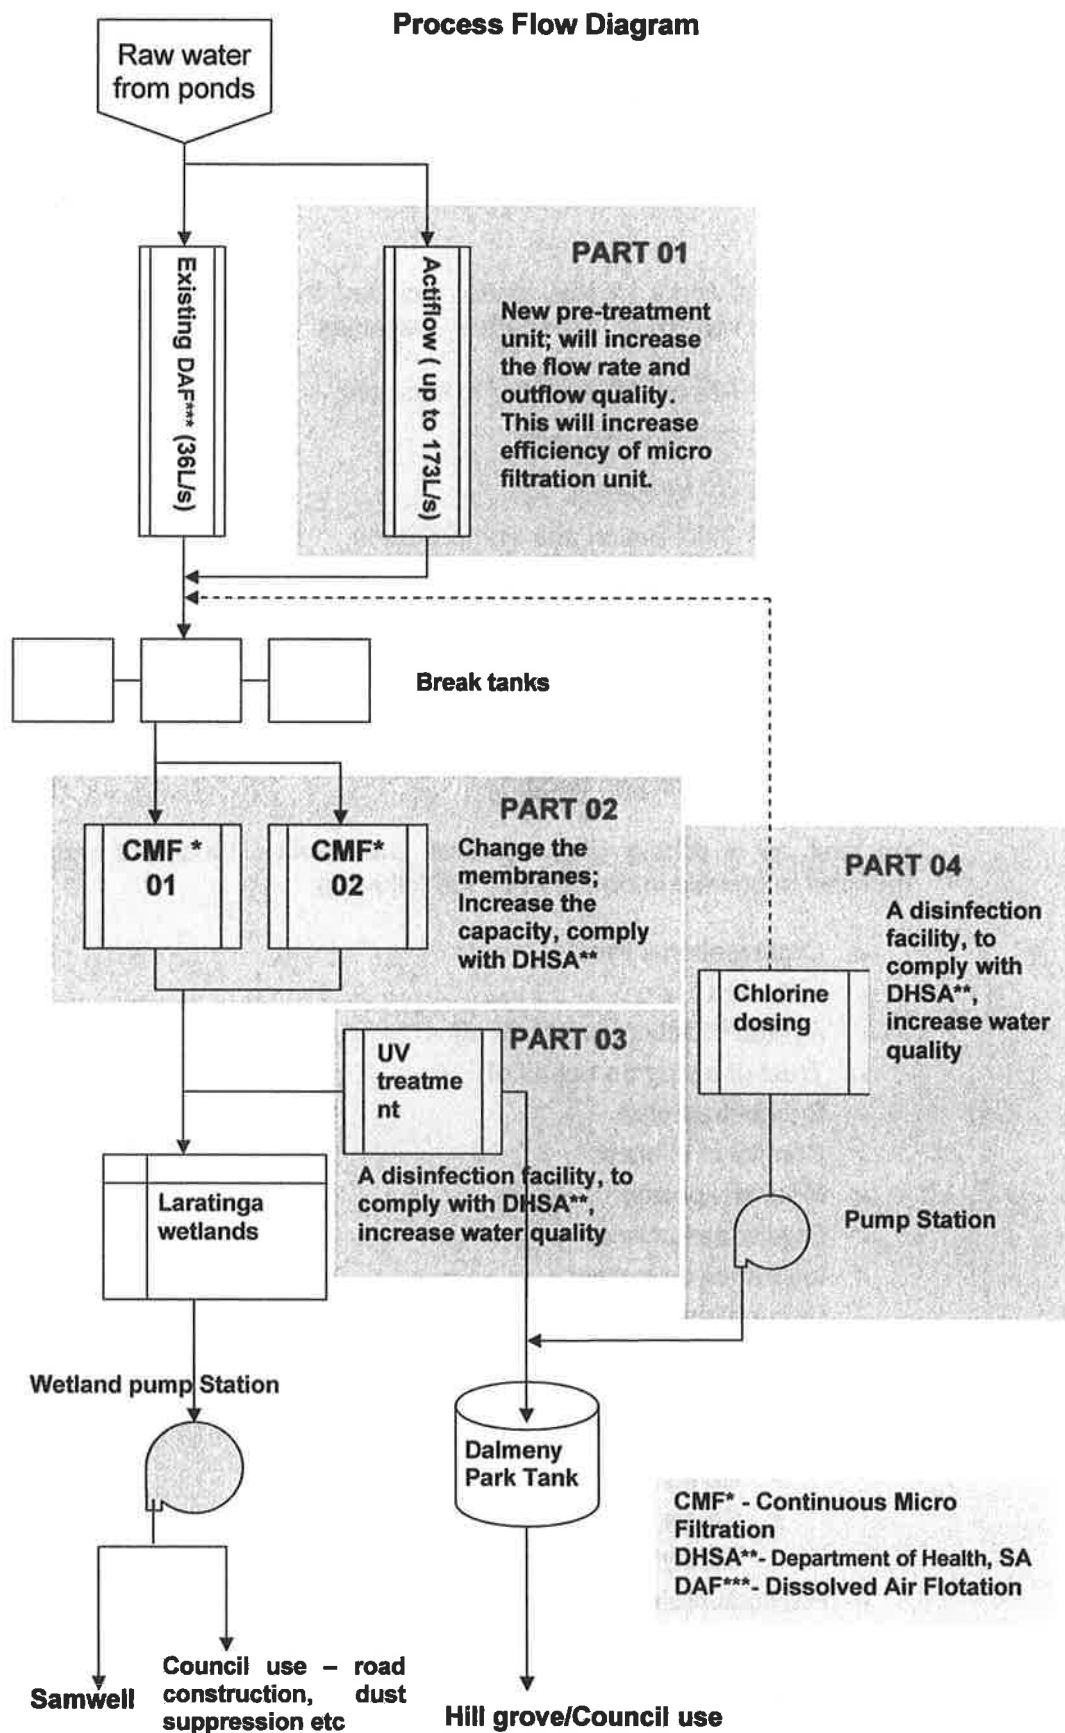 Process Flow Diagram
Raw water
from ponds
Existing DAF*** (36L/s)
Actiflow ( up to 173L/s)
PART 01
New pre-treatment
unit; will increase
the flow rate and
outflow quality.
This will increase
efficiency of micro
filtration unit.
Break tanks
PART 02
CMF *
01
CMF*
02
Change the
membranes;
Increase the
capacity, comply
with DHSA**
PART 04
A disinfection
facility, to
comply with
DHSA**,
increase water
quality
Chlorine
dosing
PART 03
UV
treatme
nt
A disinfection facility, to
comply with DHSA**,
increase water quality
Laratinga
wetlands
Pump Station
Wetland pump Station
Dalmeny
Park Tank
CMF* - Continuous Micro
Filtration
DHSA**- Department of Health, SA
DAF***- Dissolved Air Flotation
Samwell
Council use – road
construction, dust
suppression etc
Hill grove/Council use